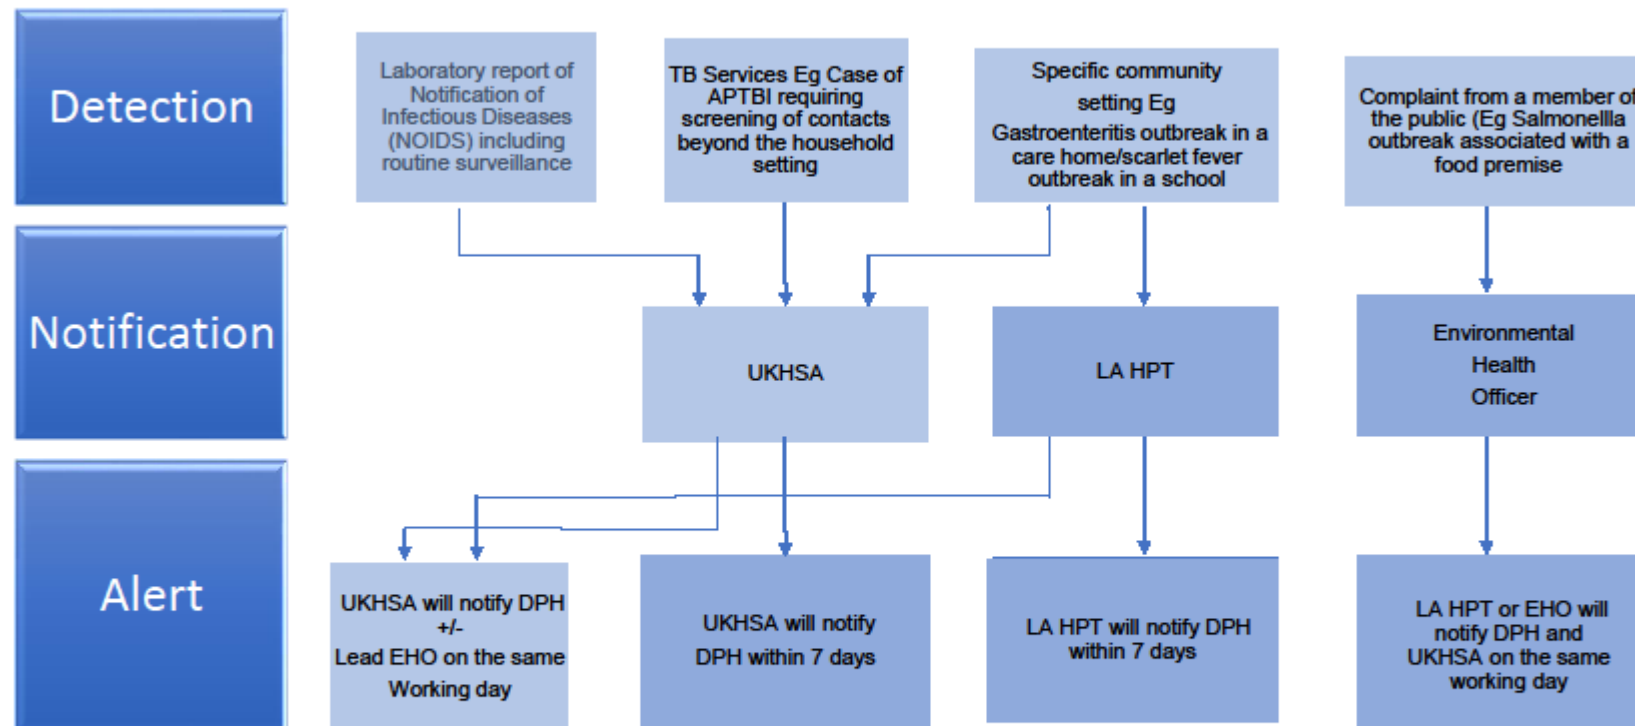 Detection
Laboratory report of
Notification of
Infectious Diseases
(NOIDS) including
routine surveillance
TB Services Eg Case of
APTBI requiring
screening of contacts
beyond the household
setting
Specific community
setting Eg
Gastroenteritis outbreak in a
care home/scarlet fever
outbreak in a school
Complaint from a member of
the public (Eg Salmonellla
outbreak associated with a
food premise
Notification
UKHSA
LA HPT
Environmental
Health
Officer
Alert
UKHSA will notify DPH
+/-
Lead EHO on the same
Working day
UKHSA will notify
DPH within 7 days
LA HPT will notify DPH
within 7 days
LA HPT or EHO will
notify DPH and
UKHSA on the same
working day